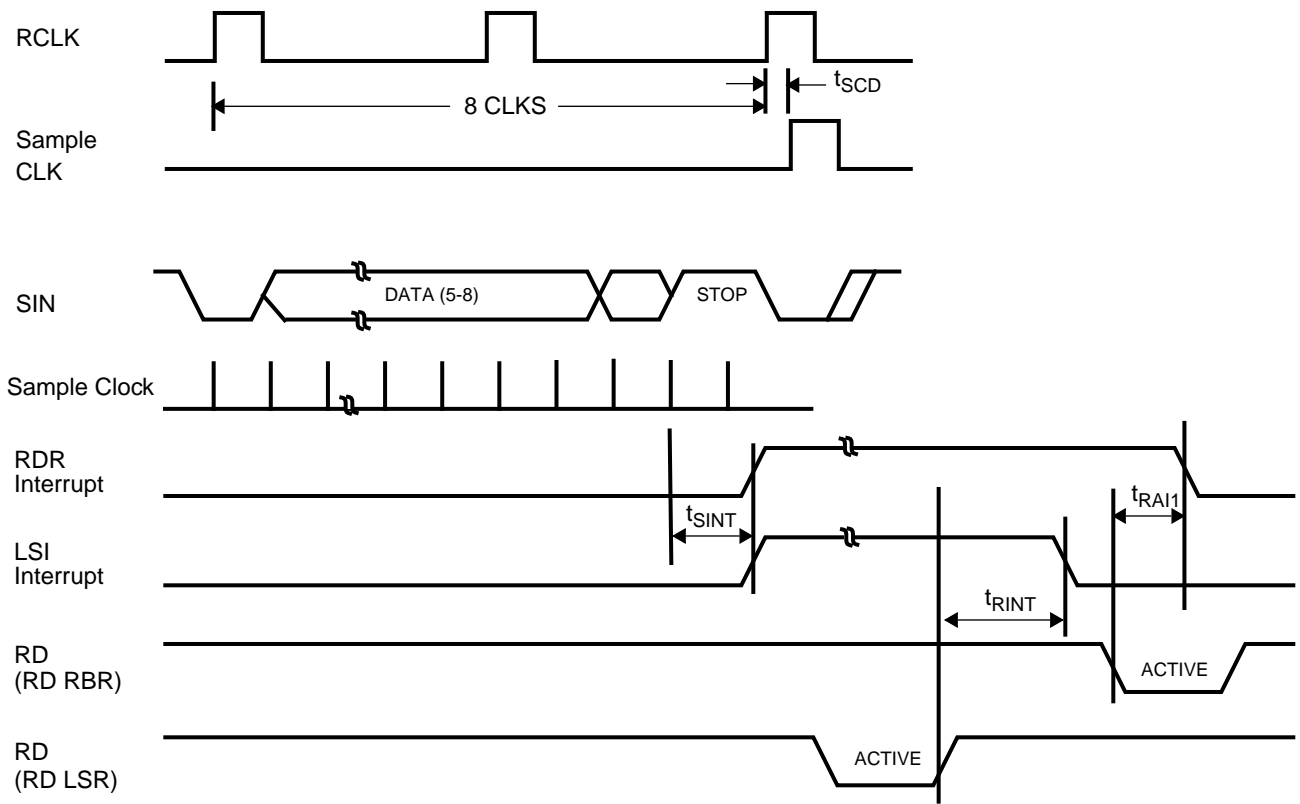 RCLK
tSCD
8 CLKS
Sample
CLK
SIN
DATA (5-8)
STOP
Sample Clock
RDR
Interrupt
tRAI1
tSINT
LSI
Interrupt
tRINT
RD
(RD RBR)
ACTIVE
RD
(RD LSR)
ACTIVE